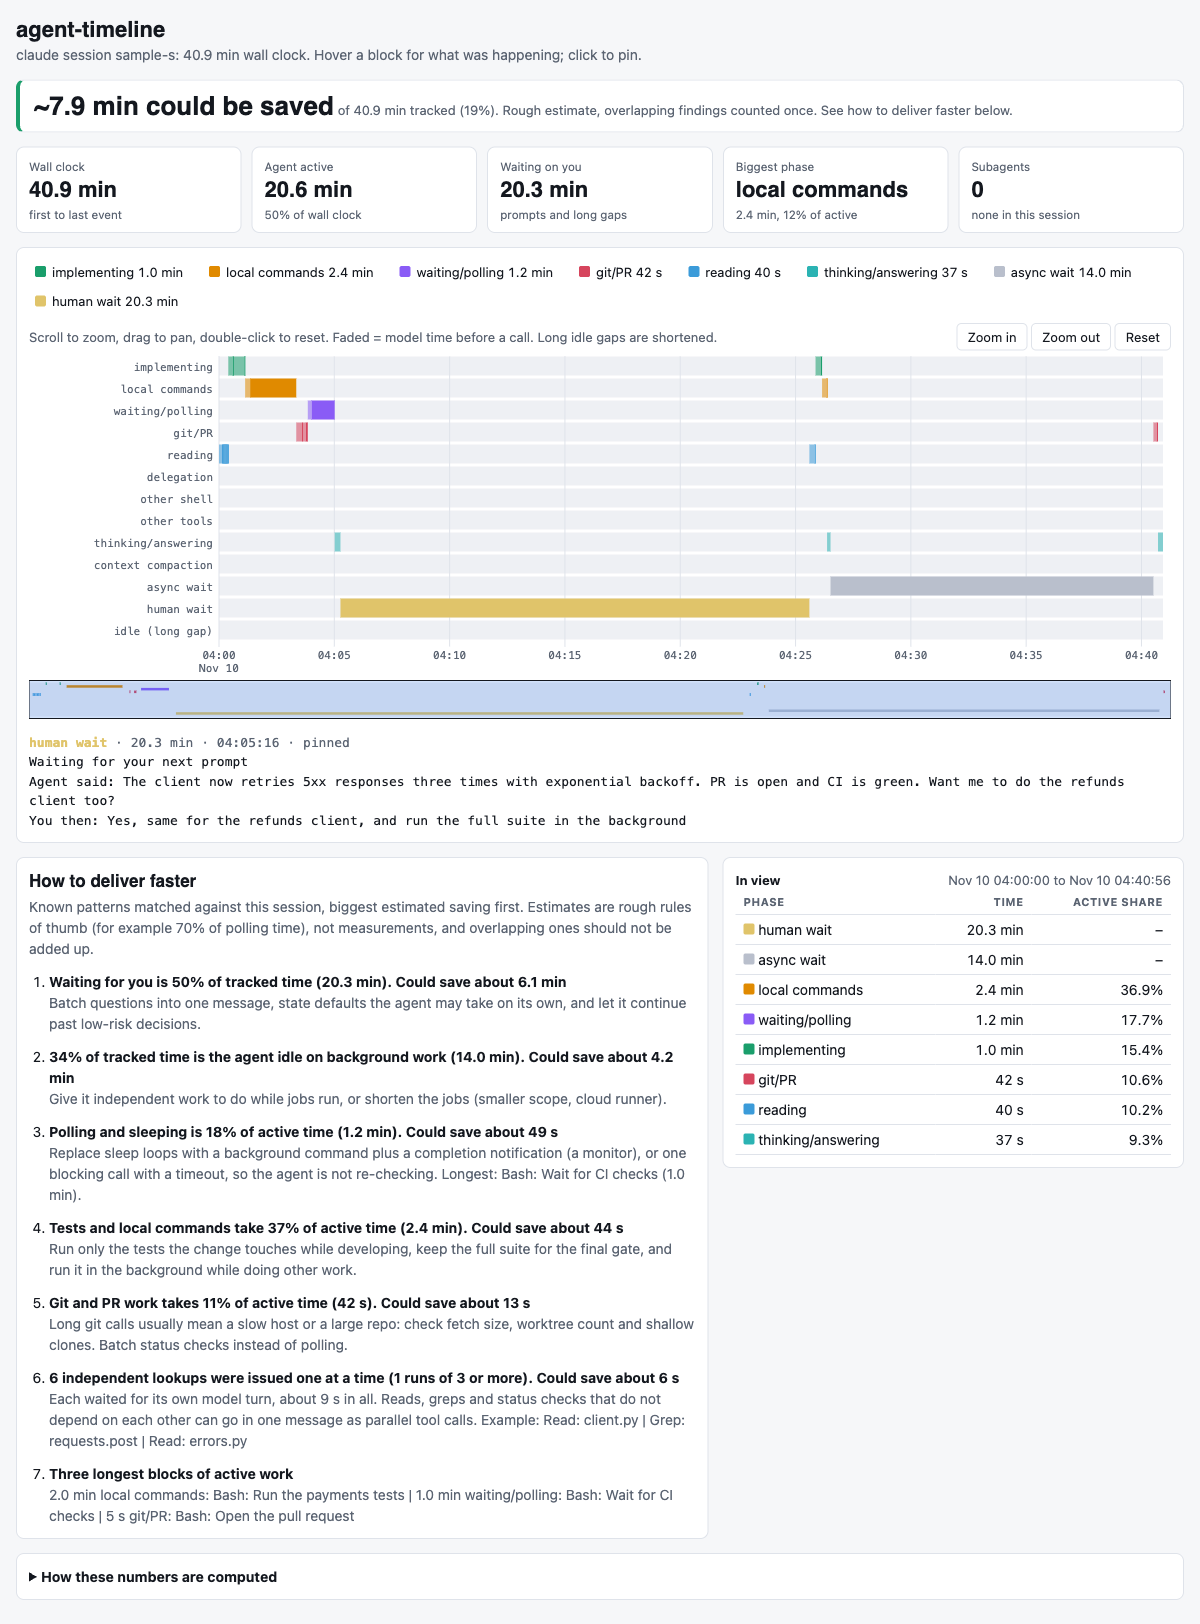 agent-timeline
claude session sample-s: 40.9 min wall clock. Hover a block for what was happening; click to pin.
~7.9 min could be saved of 40.9 min tracked (19%). Rough estimate, overlapping findings counted once. See how to deliver faster below.
Wall clock
40.9 min
first to last event
Agent active
20.6 min
50% of wall clock
Waiting on you
20.3 min
prompts and long gaps
Biggest phase
local commands
2.4 min, 12% of active
Subagents
0
none in this session
implementing 1.0 min
local commands 2.4 min
waiting/polling 1.2 min
git/PR 42 s
reading 40 s
thinking/answering 37 s
async wait 14.0 min
human wait 20.3 min
Scroll to zoom, drag to pan, double-click to reset. Faded = model time before a call. Long idle gaps are shortened.
Zoom in
Zoom out
Reset
implementing
local commands
waiting/polling
git/PR
reading
delegation
other shell
other tools
thinking/answering
context compaction
async wait
human wait
idle (long gap)
04:00 04:05 04:10 04:15 04:20 04:25 04:30 04:35 04:40
Nov 10
human wait · 20.3 min · 04:05:16 · pinned
Waiting for your next prompt
Agent said: The client now retries 5xx responses three times with exponential backoff. PR is open and CI is green. Want me to do the refunds
client too?
You then: Yes, same for the refunds client, and run the full suite in the background
How to deliver faster
Known patterns matched against this session, biggest estimated saving first. Estimates are rough rules
of thumb (for example 70% of polling time), not measurements, and overlapping ones should not be
added up.
1. Waiting for you is 50% of tracked time (20.3 min). Could save about 6.1 min
Batch questions into one message, state defaults the agent may take on its own, and let it continue
past low-risk decisions.
2. 34% of tracked time is the agent idle on background work (14.0 min). Could save about 4.2
min
Give it independent work to do while jobs run, or shorten the jobs (smaller scope, cloud runner).
3. Polling and sleeping is 18% of active time (1.2 min). Could save about 49 s
Replace sleep loops with a background command plus a completion notification (a monitor), or one
blocking call with a timeout, so the agent is not re-checking. Longest: Bash: Wait for CI checks (1.0
min).
4. Tests and local commands take 37% of active time (2.4 min). Could save about 44 s
Run only the tests the change touches while developing, keep the full suite for the final gate, and
run it in the background while doing other work.
5. Git and PR work takes 11% of active time (42 s). Could save about 13 s
Long git calls usually mean a slow host or a large repo: check fetch size, worktree count and shallow
clones. Batch status checks instead of polling.
6. 6 independent lookups were issued one at a time (1 runs of 3 or more). Could save about 6 s
Each waited for its own model turn, about 9 s in all. Reads, greps and status checks that do not
depend on each other can go in one message as parallel tool calls. Example: Read: client.py | Grep:
requests.post | Read: errors.py
7. Three longest blocks of active work
2.0 min local commands: Bash: Run the payments tests | 1.0 min waiting/polling: Bash: Wait for CI
checks | 5 s git/PR: Bash: Open the pull request
In view Nov 10 04:00:00 to Nov 10 04:40:56
PHASE TIME ACTIVE SHARE
human wait 20.3 min –
async wait 14.0 min –
local commands 2.4 min 36.9%
waiting/polling 1.2 min 17.7%
implementing 1.0 min 15.4%
git/PR 42 s 10.6%
reading 40 s 10.2%
thinking/answering 37 s 9.3%
How these numbers are computed